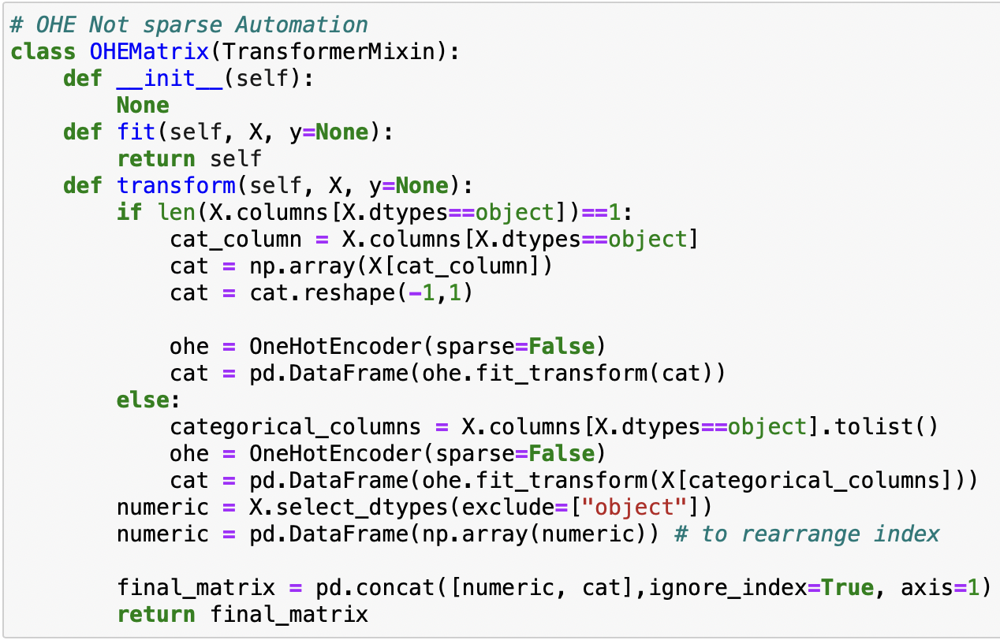 # OHE Not sparse Automation
class OHEMatrix(TransformerMixin):
    def __init__(self):
        None
    def fit(self, X, y=None):
        return self
    def transform(self, X, y=None):
        if len(X.columns[X.dtypes==object])==1:
            cat_column = X.columns[X.dtypes==object]
            cat = np.array(X[cat_column])
            cat = cat.reshape(-1,1)

            ohe = OneHotEncoder(sparse=False)
            cat = pd.DataFrame(ohe.fit_transform(cat))
        else:
            categorical_columns = X.columns[X.dtypes==object].tolist()
            ohe = OneHotEncoder(sparse=False)
            cat = pd.DataFrame(ohe.fit_transform(X[categorical_columns]))
        numeric = X.select_dtypes(exclude=["object"])
        numeric = pd.DataFrame(np.array(numeric)) # to rearrange index

        final_matrix = pd.concat([numeric, cat],ignore_index=True, axis=1)
        return final_matrix